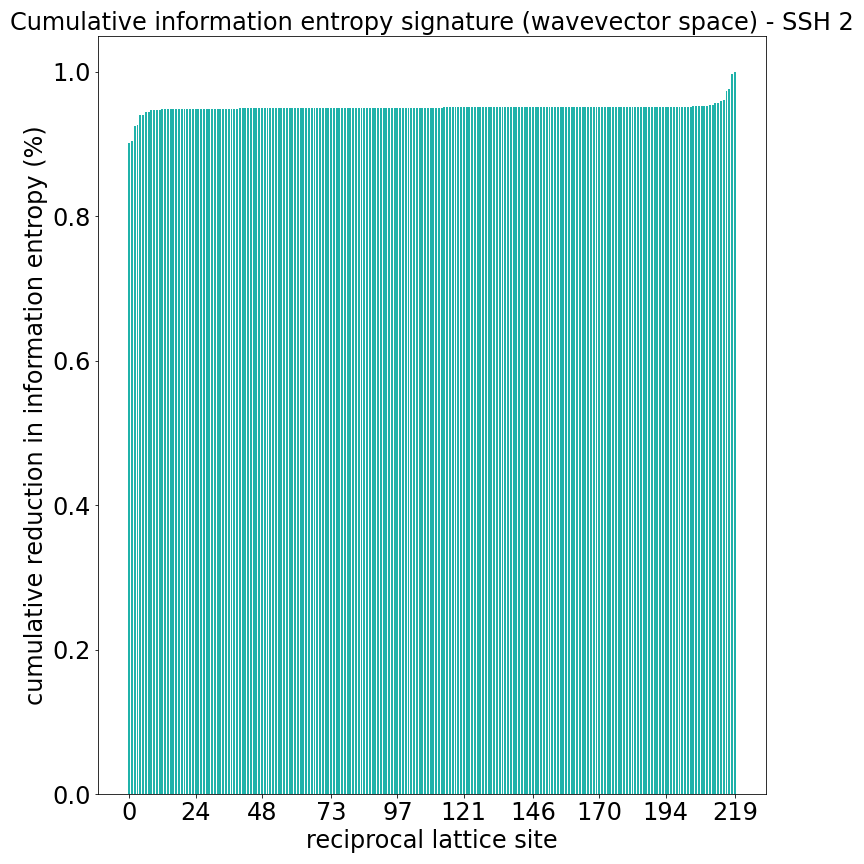 Cumulative information entropy signature (wavevector space) - SSH 2
cumulative reduction in information entropy (%)
1.0
0.8
0.6
0.4
0.2
0.0
0 24 48 73 97 121 146 170 194 219
reciprocal lattice site